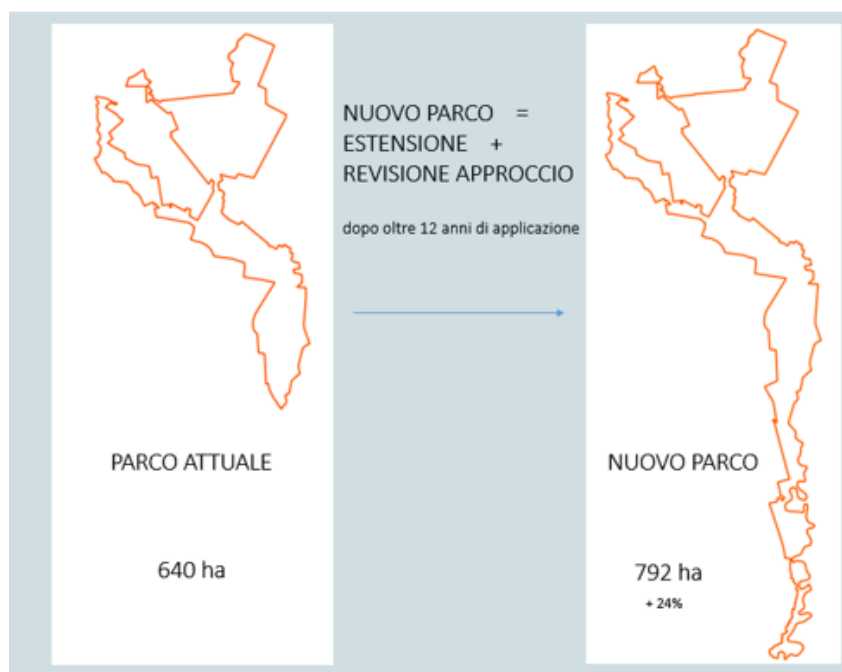 NUOVO PARCO =
ESTENSIONE +
REVISIONE APPROCCIO
dopo oltre 12 anni di applicazione
PARCO ATTUALE
640 ha
NUOVO PARCO
792 ha
+ 24%